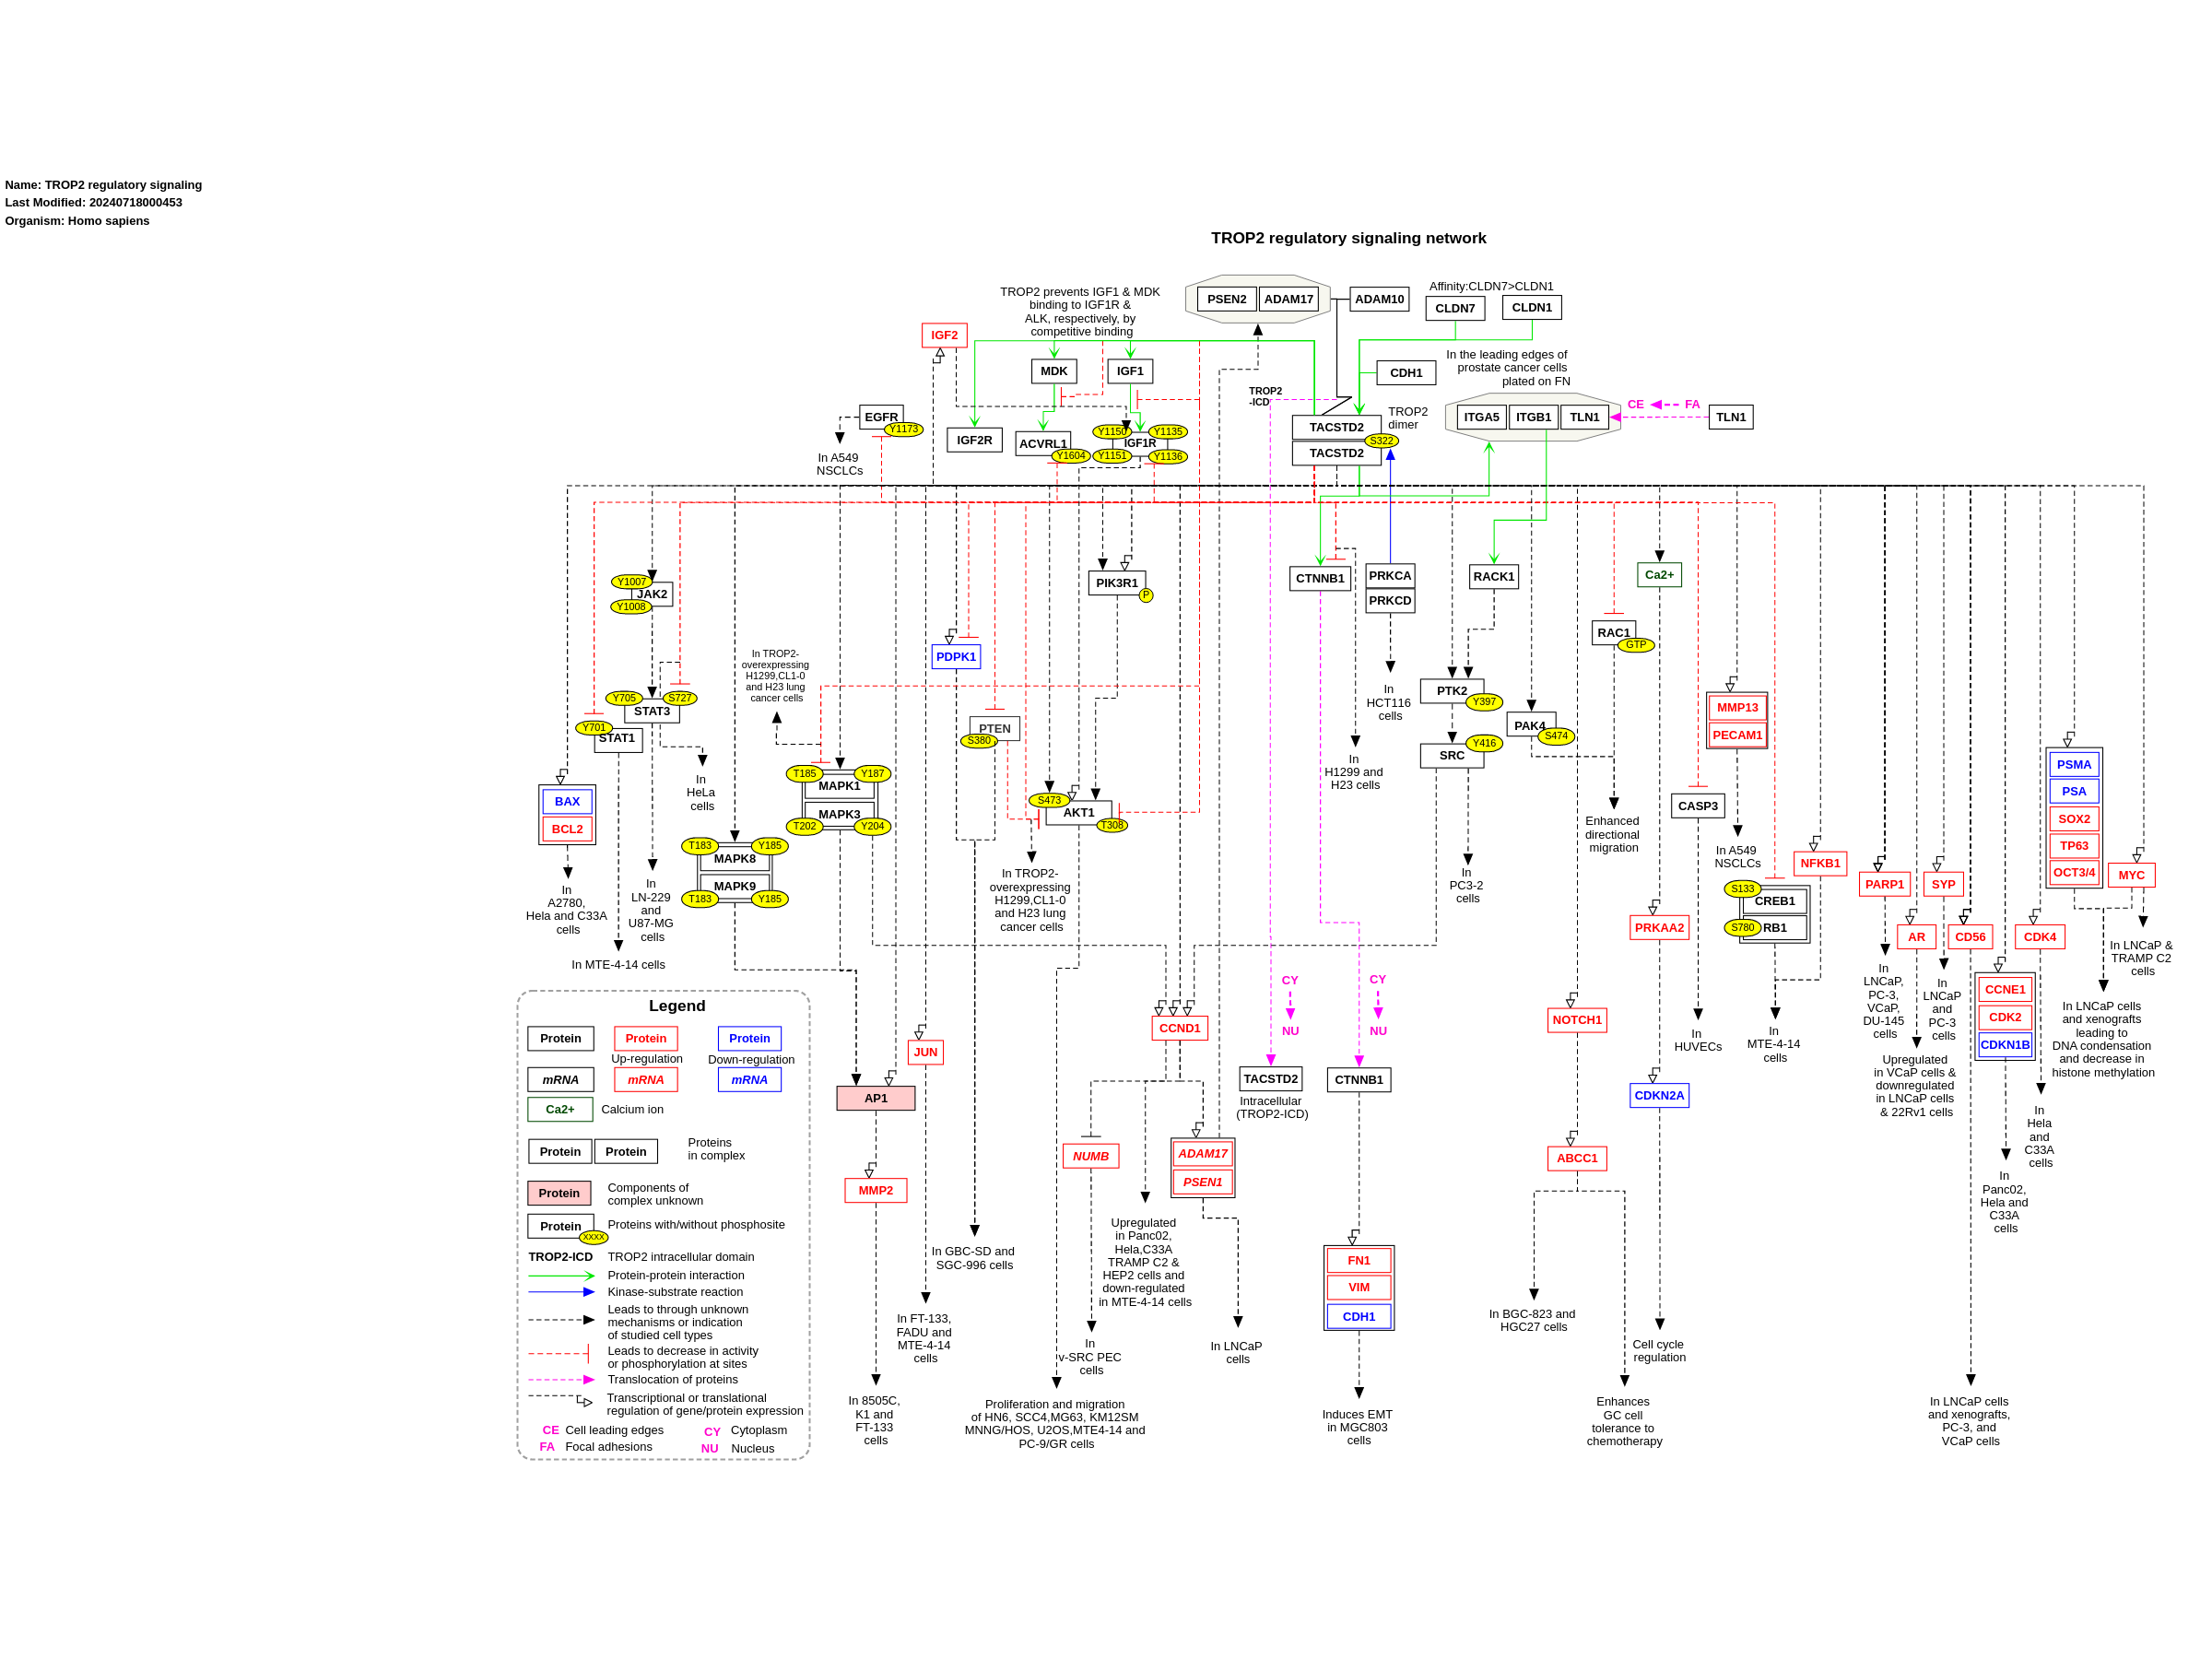 Name: TROP2 regulatory signaling
Last Modified: 20240718000453
Organism: Homo sapiens
TROP2 regulatory signaling network
TROP2 prevents IGF1 & MDK
binding to IGF1R &
ALK, respectively, by
competitive binding
PSEN2
ADAM17
ADAM10
Affinity:CLDN7>CLDN1
CLDN7
CLDN1
IGF2
MDK
IGF1
CDH1
In the leading edges of
prostate cancer cells
plated on FN
TROP2
-ICD
EGFR
Y1173
IGF2R
ACVRL1
Y1604
Y1150
Y1135
IGF1R
Y1151
Y1136
TACSTD2
TACSTD2
S322
TROP2
dimer
ITGA5
ITGB1
TLN1
CE
FA
TLN1
In A549
NSCLCs
Y1007
JAK2
Y1008
PIK3R1
P
CTNNB1
PRKCA
PRKCD
RACK1
Ca2+
RAC1
GTP
PDPK1
In TROP2-
overexpressing
H1299,CL1-0
and H23 lung
cancer cells
Y705
S727
STAT3
Y701
STAT1
PTEN
S380
In
HCT116
cells
PTK2
Y397
PAK4
S474
SRC
Y416
MMP13
PECAM1
In
HeLa
cells
T185
Y187
MAPK1
MAPK3
T202
Y204
S473
AKT1
T308
In
H1299 and
H23 cells
CASP3
PSMA
PSA
SOX2
TP63
OCT3/4
BAX
BCL2
Enhanced
directional
migration
In A549
NSCLCs
NFKB1
MYC
T183
Y185
MAPK8
MAPK9
T183
Y185
In
A2780,
Hela and C33A
cells
In
LN-229
and
U87-MG
cells
In TROP2-
overexpressing
H1299,CL1-0
and H23 lung
cancer cells
In
PC3-2
cells
S133
CREB1
S780
RB1
PARP1
SYP
PRKAA2
AR
CD56
CDK4
In LNCaP &
TRAMP C2
cells
In MTE-4-14 cells
In
LNCaP,
PC-3,
VCaP,
DU-145
cells
In
LNCaP
and
PC-3
cells
CCNE1
CDK2
CDKN1B
In LNCaP cells
and xenografts
leading to
DNA condensation
and decrease in
histone methylation
CY
NU
CY
NU
CCND1
NOTCH1
JUN
In
HUVECs
In
MTE-4-14
cells
TACSTD2
Intracellular
(TROP2-ICD)
CTNNB1
AP1
CDKN2A
Upregulated
in VCaP cells &
downregulated
in LNCaP cells
& 22Rv1 cells
In
Hela
and
C33A
cells
NUMB
ADAM17
PSEN1
ABCC1
MMP2
In
Panc02,
Hela and
C33A
cells
Upregulated
in Panc02,
Hela,C33A
TRAMP C2 &
HEP2 cells and
down-regulated
in MTE-4-14 cells
In GBC-SD and
SGC-996 cells
FN1
VIM
CDH1
In BGC-823 and
HGC27 cells
In FT-133,
FADU and
MTE-4-14
cells
In
v-SRC PEC
cells
In LNCaP
cells
Cell cycle
regulation
In 8505C,
K1 and
FT-133
cells
Proliferation and migration
of HN6, SCC4,MG63, KM12SM
MNNG/HOS, U2OS,MTE4-14 and
PC-9/GR cells
Induces EMT
in MGC803
cells
Enhances
GC cell
tolerance to
chemotherapy
In LNCaP cells
and xenografts,
PC-3, and
VCaP cells
Legend
Protein
Protein
Protein
Up-regulation
Down-regulation
mRNA
mRNA
mRNA
Ca2+
Calcium ion
Protein
Protein
Proteins
in complex
Protein
Components of
complex unknown
Protein
XXXX
Proteins with/without phosphosite
TROP2-ICD
TROP2 intracellular domain
Protein-protein interaction
Kinase-substrate reaction
Leads to through unknown
mechanisms or indication
of studied cell types
Leads to decrease in activity
or phosphorylation at sites
Translocation of proteins
Transcriptional or translational
regulation of gene/protein expression
CE Cell leading edges
CY Cytoplasm
FA Focal adhesions
NU Nucleus